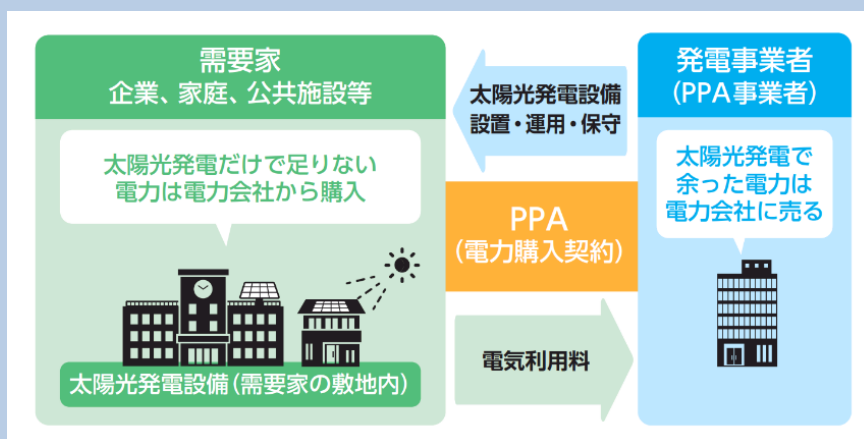 需要家
企業、家庭、公共施設等
太陽光発電だけで足りない
電力は電力会社から購入
太陽光発電設備(需要家の敷地内)
太陽光発電設備
設置・運用・保守
PPA
(電力購入契約)
電気利用料
発電事業者
(PPA事業者)
太陽光発電で
余った電力は
電力会社に売る